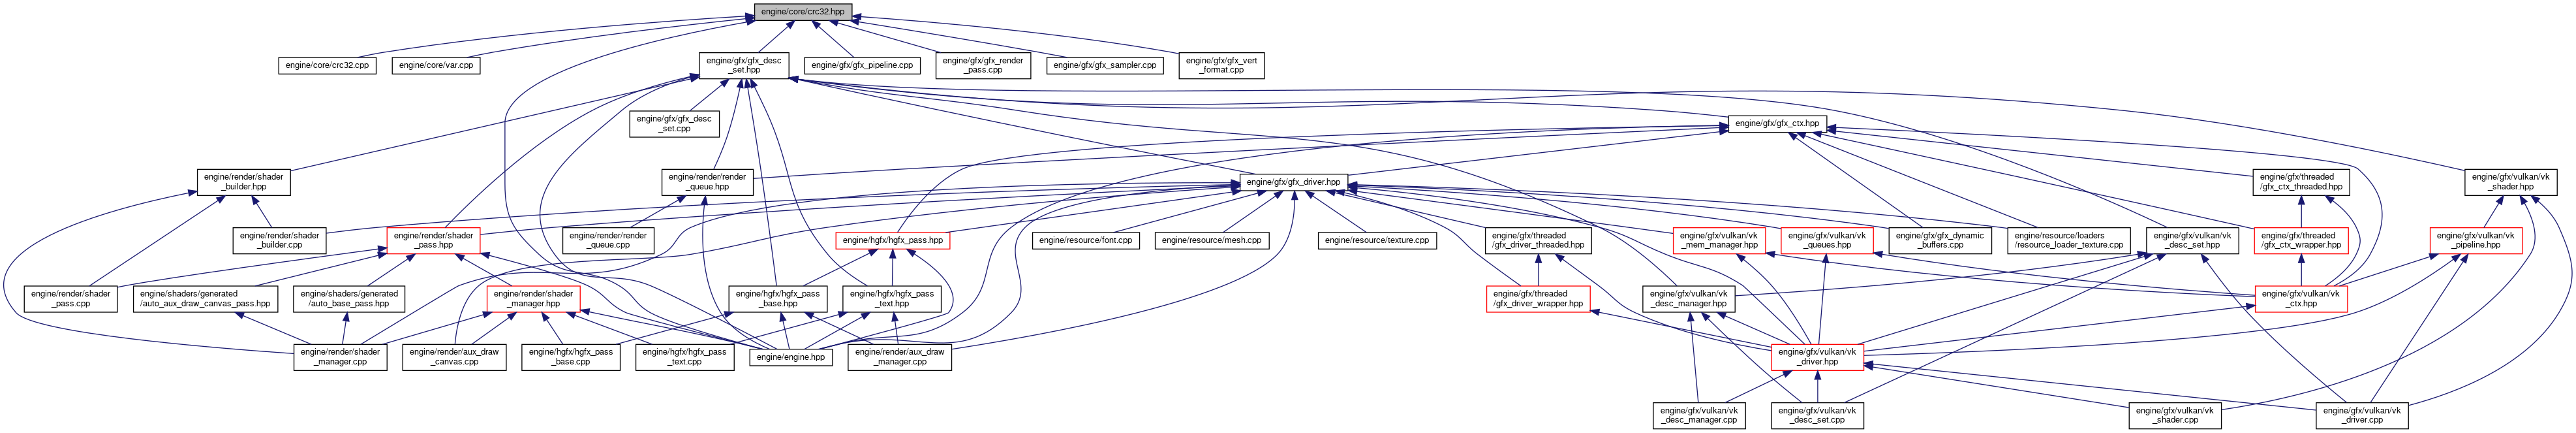 engine/core/crc32.hpp
engine/core/crc32.cpp
engine/core/var.cpp
engine/gfx/gfx_desc
_set.hpp
engine/gfx/gfx_pipeline.cpp
engine/gfx/gfx_render
_pass.cpp
engine/gfx/gfx_sampler.cpp
engine/gfx/gfx_vert
_format.cpp
engine/gfx/gfx_desc
_set.cpp
engine/gfx/gfx_ctx.hpp
engine/render/shader
_builder.hpp
engine/render/render
_queue.hpp
engine/gfx/gfx_driver.hpp
engine/gfx/threaded
/gfx_ctx_threaded.hpp
engine/gfx/vulkan/vk
_shader.hpp
engine/render/shader
_builder.cpp
engine/render/shader
_pass.hpp
engine/render/render
_queue.cpp
engine/hgfx/hgfx_pass.hpp
engine/resource/font.cpp
engine/resource/mesh.cpp
engine/resource/texture.cpp
engine/gfx/threaded
/gfx_driver_threaded.hpp
engine/gfx/vulkan/vk
_mem_manager.hpp
engine/gfx/vulkan/vk
_queues.hpp
engine/gfx/gfx_dynamic
_buffers.cpp
engine/resource/loaders
/resource_loader_texture.cpp
engine/gfx/vulkan/vk
_desc_set.hpp
engine/gfx/threaded
/gfx_ctx_wrapper.hpp
engine/gfx/vulkan/vk
_pipeline.hpp
engine/render/shader
_pass.cpp
engine/shaders/generated
/auto_aux_draw_canvas_pass.hpp
engine/shaders/generated
/auto_base_pass.hpp
engine/render/shader
_manager.hpp
engine/hgfx/hgfx_pass
_base.hpp
engine/hgfx/hgfx_pass
_text.hpp
engine/gfx/threaded
/gfx_driver_wrapper.hpp
engine/gfx/vulkan/vk
_desc_manager.hpp
engine/gfx/vulkan/vk
_ctx.hpp
engine/render/shader
_manager.cpp
engine/render/aux_draw
_canvas.cpp
engine/hgfx/hgfx_pass
_base.cpp
engine/hgfx/hgfx_pass
_text.cpp
engine/engine.hpp
engine/render/aux_draw
_manager.cpp
engine/gfx/vulkan/vk
_driver.hpp
engine/gfx/vulkan/vk
_desc_manager.cpp
engine/gfx/vulkan/vk
_desc_set.cpp
engine/gfx/vulkan/vk
_shader.cpp
engine/gfx/vulkan/vk
_driver.cpp